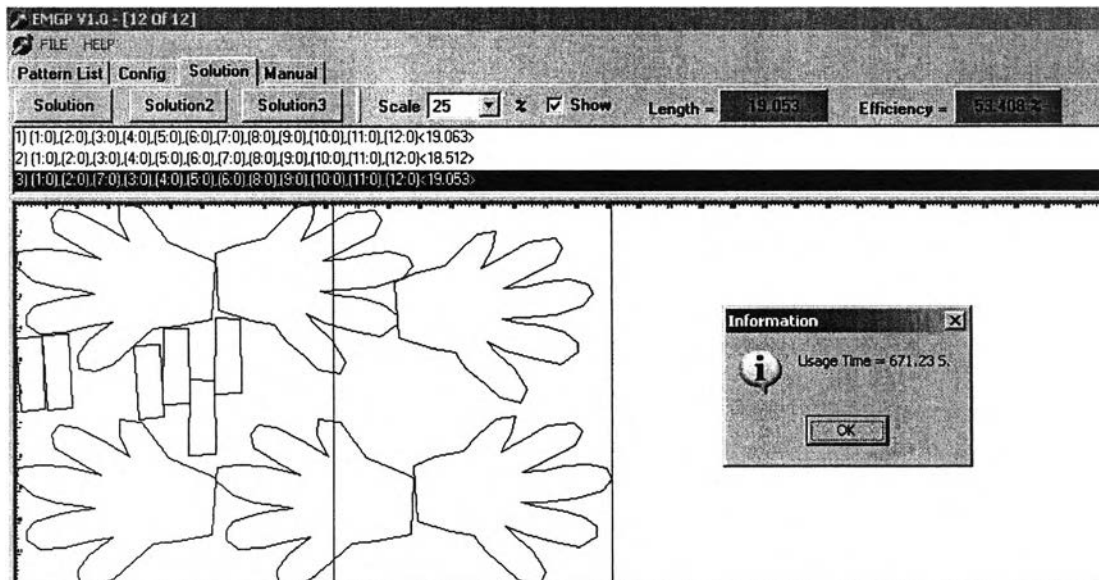 EMGP V1.0 - [12 Of 12]
FILE HELP
Pattern List Config Solution Manual
Solution Solution2 Solution3 Scale 25 % Show Length = 19.053 Efficiency = 53.408 %
1) (1:0),(2:0),(3:0),(4:0),(5:0),(6:0),(7:0),(8:0),(9:0),(10:0),(11:0),(12:0)<19.063>
2) (1:0),(2:0),(3:0),(4:0),(5:0),(6:0),(7:0),(8:0),(9:0),(10:0),(11:0),(12:0)<18.512>
3) (1:0),(2:0),(7:0),(3:0),(4:0),(5:0),(6:0),(8:0),(9:0),(10:0),(11:0),(12:0)<19.053>
Information
Usage Time = 671.23 S.
OK